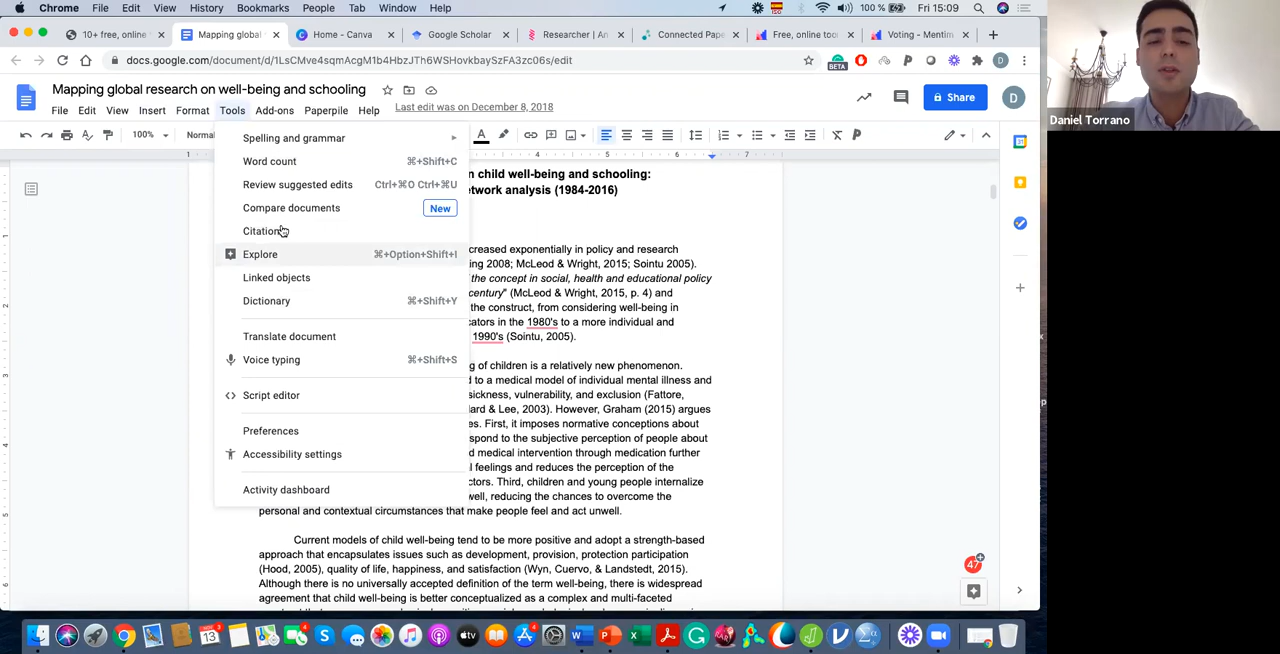 Chrome File Edit View History Bookmarks People Tab Window Help 100 % Fri 15:09
10+ free, online Mapping global Home - Canva Google Scholar Researcher | An Connected Pape Free, online too Voting - Mentim
docs.google.com/document/d/1LsCMve4sqmAcgM1b4HbzJTh6WSHovkbaySzFA3zc06s/edit
BETA
D
Mapping global research on well-being and schooling
File Edit View Insert Format Tools Add-ons Paperpile Help Last edit was on December 8, 2018
Share
D
100% Norma
1 4 5 6 7
Spelling and grammar
Word count ⌘+Shift+C
Review suggested edits Ctrl+⌘O Ctrl+⌘U
Compare documents New
Citations
Explore ⌘+Option+Shift+I
Linked objects
Dictionary ⌘+Shift+Y
Translate document
Voice typing ⌘+Shift+S
Script editor
Preferences
Accessibility settings
Activity dashboard
n child well-being and schooling:
etwork analysis (1984-2016)
creased exponentially in policy and research
ing 2008; McLeod & Wright, 2015; Sointu 2005).
the concept in social, health and educational policy
century" (McLeod & Wright, 2015, p. 4) and
the construct, from considering well-being in
icators in the 1980's to a more individual and
1990's (Sointu, 2005).
g of children is a relatively new phenomenon.
d to a medical model of individual mental illness and
sickness, vulnerability, and exclusion (Fattore,
lard & Lee, 2003). However, Graham (2015) argues
es. First, it imposes normative conceptions about
spond to the subjective perception of people about
d medical intervention through medication further
l feelings and reduces the perception of the
ctors. Third, children and young people internalize
well, reducing the chances to overcome the
personal and contextual circumstances that make people feel and act unwell.
Current models of child well-being tend to be more positive and adopt a strength-based
approach that encapsulates issues such as development, provision, protection participation
(Hood, 2005), quality of life, happiness, and satisfaction (Wyn, Cuervo, & Landstedt, 2015).
Although there is no universally accepted definition of the term well-being, there is widespread
agreement that child well-being is better conceptualized as a complex and multi-faceted
47
Daniel Torrano